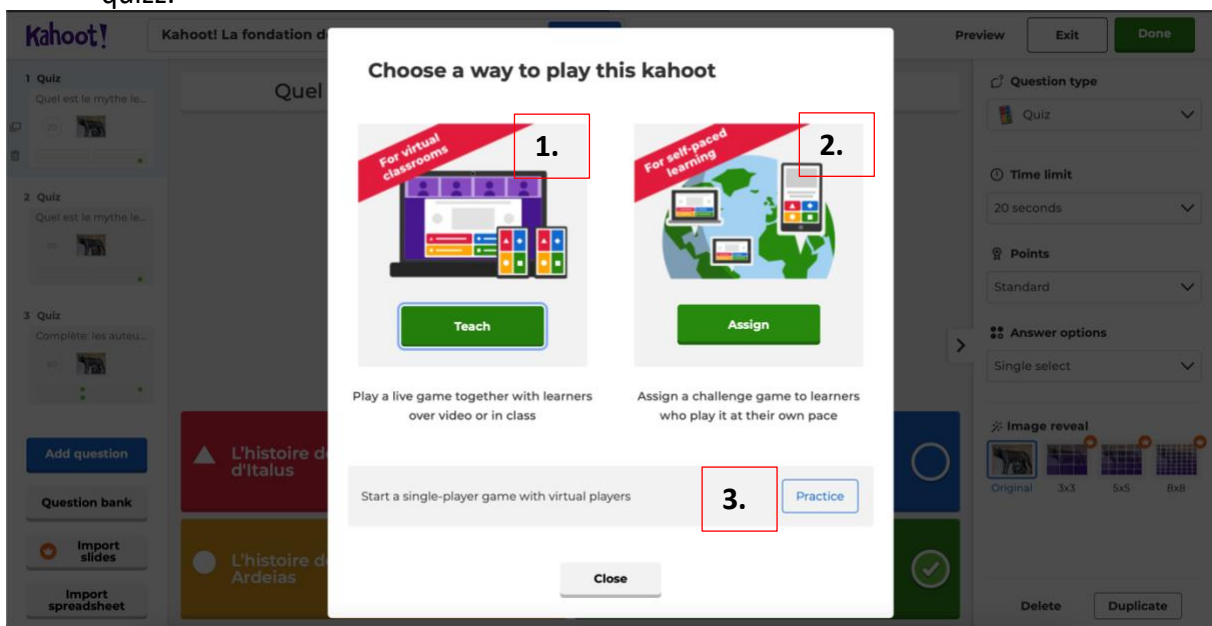 quizz.
Kahoot!
Kahoot! La fondation d
Preview
Exit
Done
1 Quiz
Quel est le mythe le...
20
Quel
2 Quiz
Quel est le mythe le...
3 Quiz
Complète: les auteu...
Add question
Question bank
Import
slides
Import
spreadsheet
Choose a way to play this kahoot
For virtual
classrooms
1.
Teach
Play a live game together with learners
over video or in class
For self-paced
learning
2.
Assign
Assign a challenge game to learners
who play it at their own pace
Start a single-player game with virtual players
3.
Practice
Close
L'histoire d
d'Italus
L'histoire d
Ardeias
Question type
Quiz
Time limit
20 seconds
Points
Standard
Answer options
Single select
Image reveal
Original
3x3
5x5
8x8
Delete
Duplicate